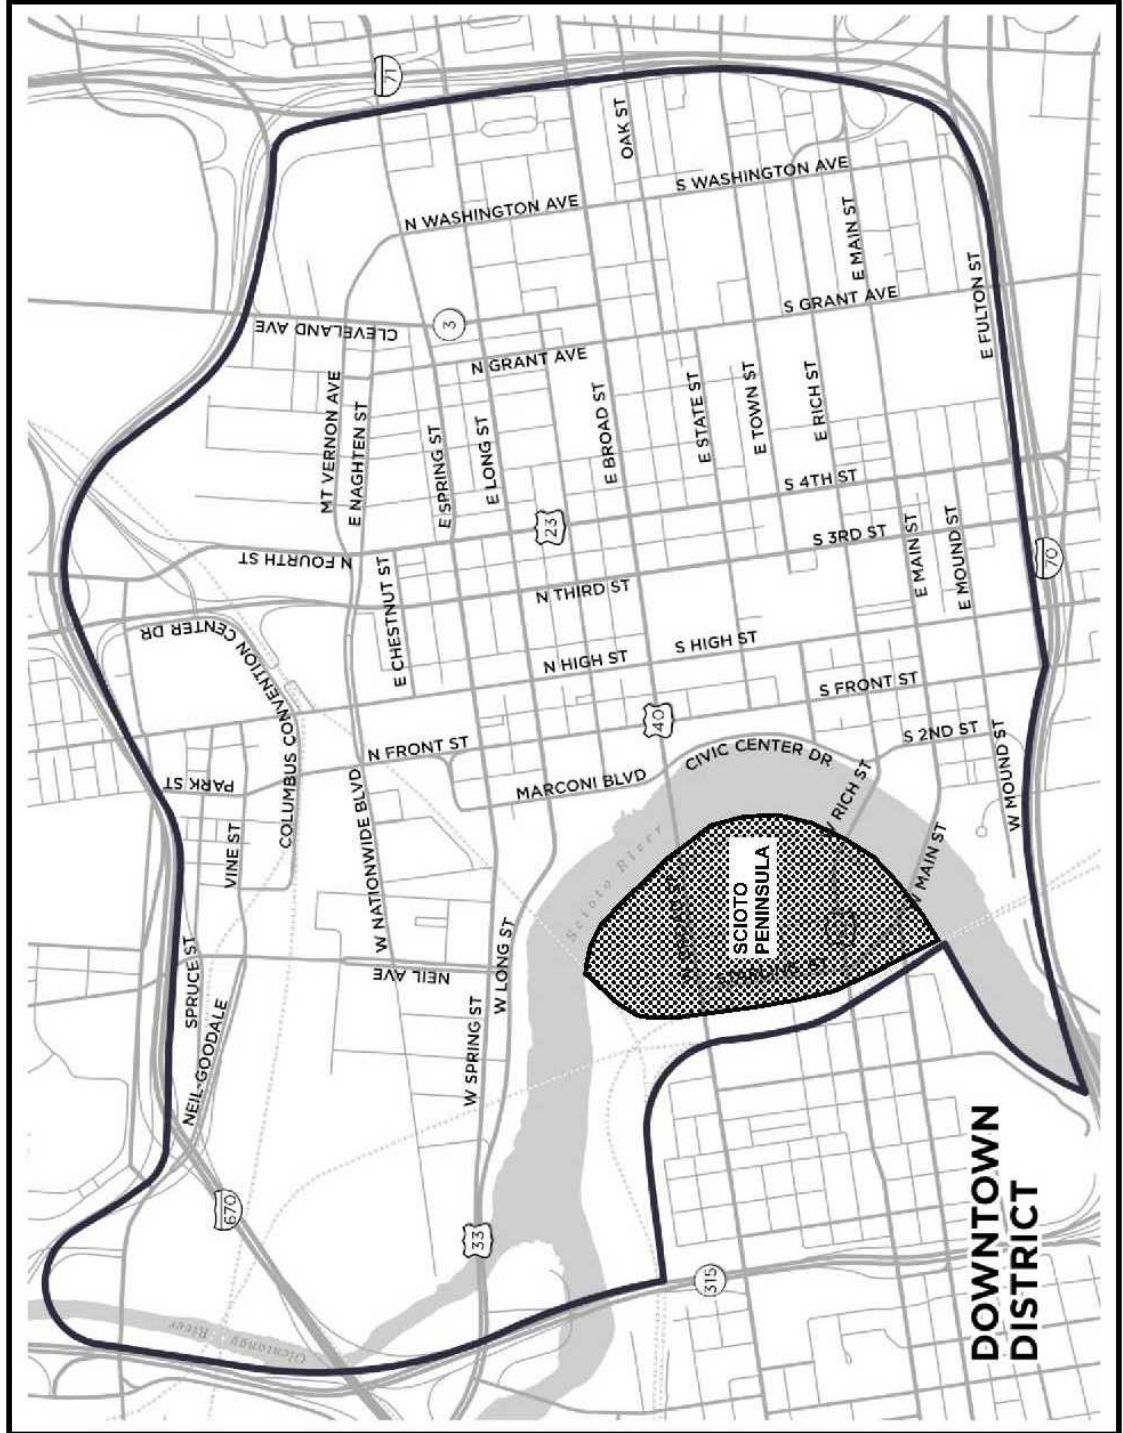 DOWNTOWN
DISTRICT
SCIOTO
PENINSULA
71
OAK ST
S WASHINGTON AVE
N WASHINGTON AVE
E MAIN ST
E FULTON ST
S GRANT AVE
CLEVELAND AVE
3
N GRANT AVE
MT VERNON AVE
E NAGHTEN ST
E SPRING ST
E LONG ST
E BROAD ST
E STATE ST
E TOWN ST
E RICH ST
S 4TH ST
23
N FOURTH ST
S 3RD ST
E MAIN ST
E MOUND ST
70
E CHESTNUT ST
N THIRD ST
COLUMBUS CONVENTION CENTER DR
N HIGH ST
S HIGH ST
S FRONT ST
40
N FRONT ST
S 2ND ST
W MOUND ST
PARK ST
MARCONI BLVD
CIVIC CENTER DR
W RICH ST
VINE ST
W NATIONWIDE BLVD
Scioto River
W MAIN ST
SPRUCE ST
NEIL AVE
W LONG ST
STARLING ST
NEIL-GOODALE
W SPRING ST
670
33
315
Olentangy River